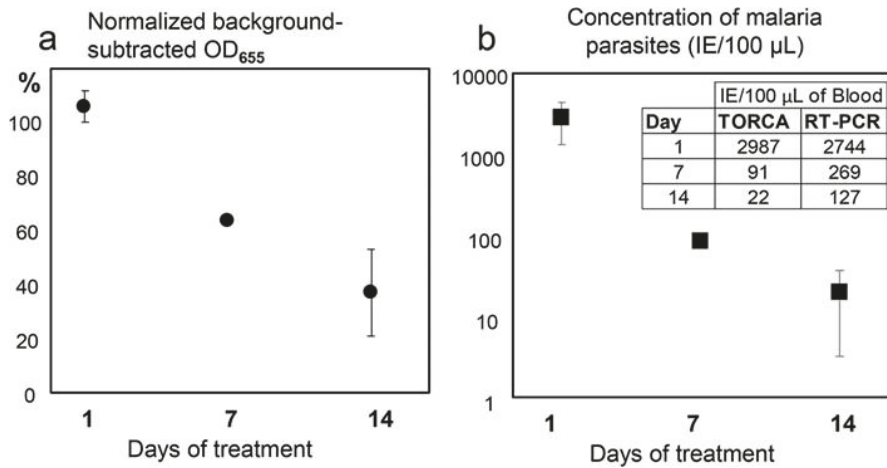 a
Normalized background-
subtracted OD655
%
100
80
60
40
20
0
1 7 14
Days of treatment
b
Concentration of malaria
parasites (IE/100 µL)
10000
1000
100
10
1
IE/100 µL of Blood
Day TORCA RT-PCR
1 2987 2744
7 91 269
14 22 127
1 7 14
Days of treatment